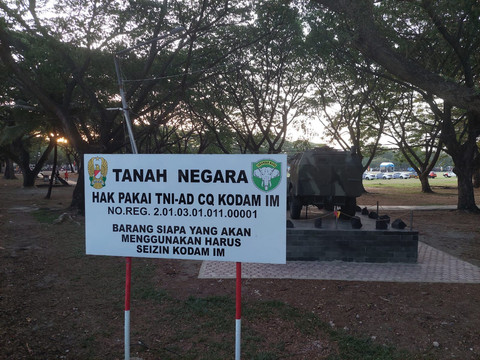 TANAH NEGARA
HAK PAKAI TNI-AD CQ KODAM IM
NO.REG. 2.01.03.01.011.00001
BARANG SIAPA YANG AKAN
MENGGUNAKAN HARUS
SEIZIN KODAM IM